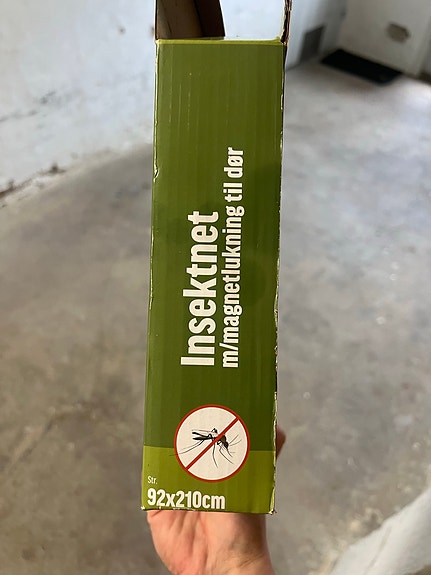 Insektnet
m/magnetlukning til dør
Str.
92x210cm